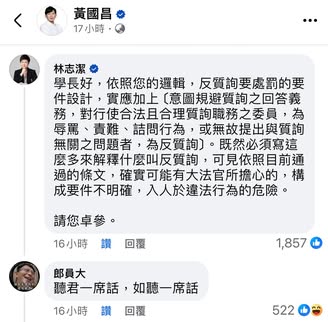 黃國昌
17小時
林志潔
學長好，依照您的邏輯，反質詢要處罰的要
件設計，實應加上〔意圖規避質詢之回答義
務，對行使合法且合理質詢職務之委員，為
辱罵、責難、詰問行為，或無故提出與質詢
無關之問題者，為反質詢〕。既然必須寫這
麼多來解釋什麼叫反質詢，可見依照目前通
過的條文，確實可能有大法官所擔心的，構
成要件不明確，入人於違法行為的危險。
請您卓參。
16小時 讚 回覆 1,857
郎員大
聽君一席話，如聽一席話
16小時 讚 回覆 522